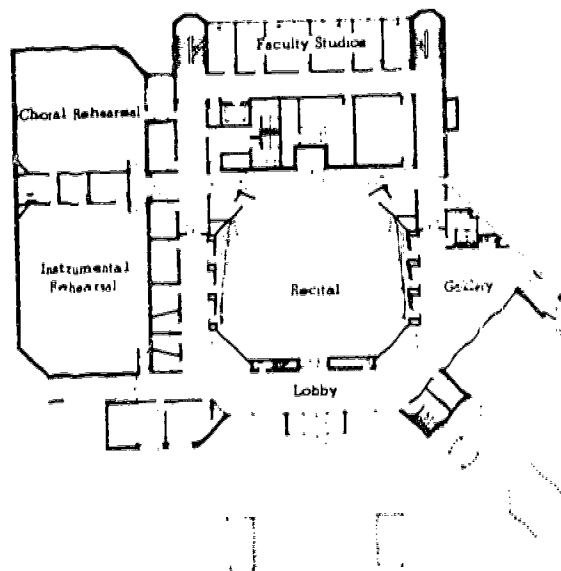 Faculty Studios
Choral Rehearsal
Instrumental
Rehearsal
Recital
Gallery
Lobby